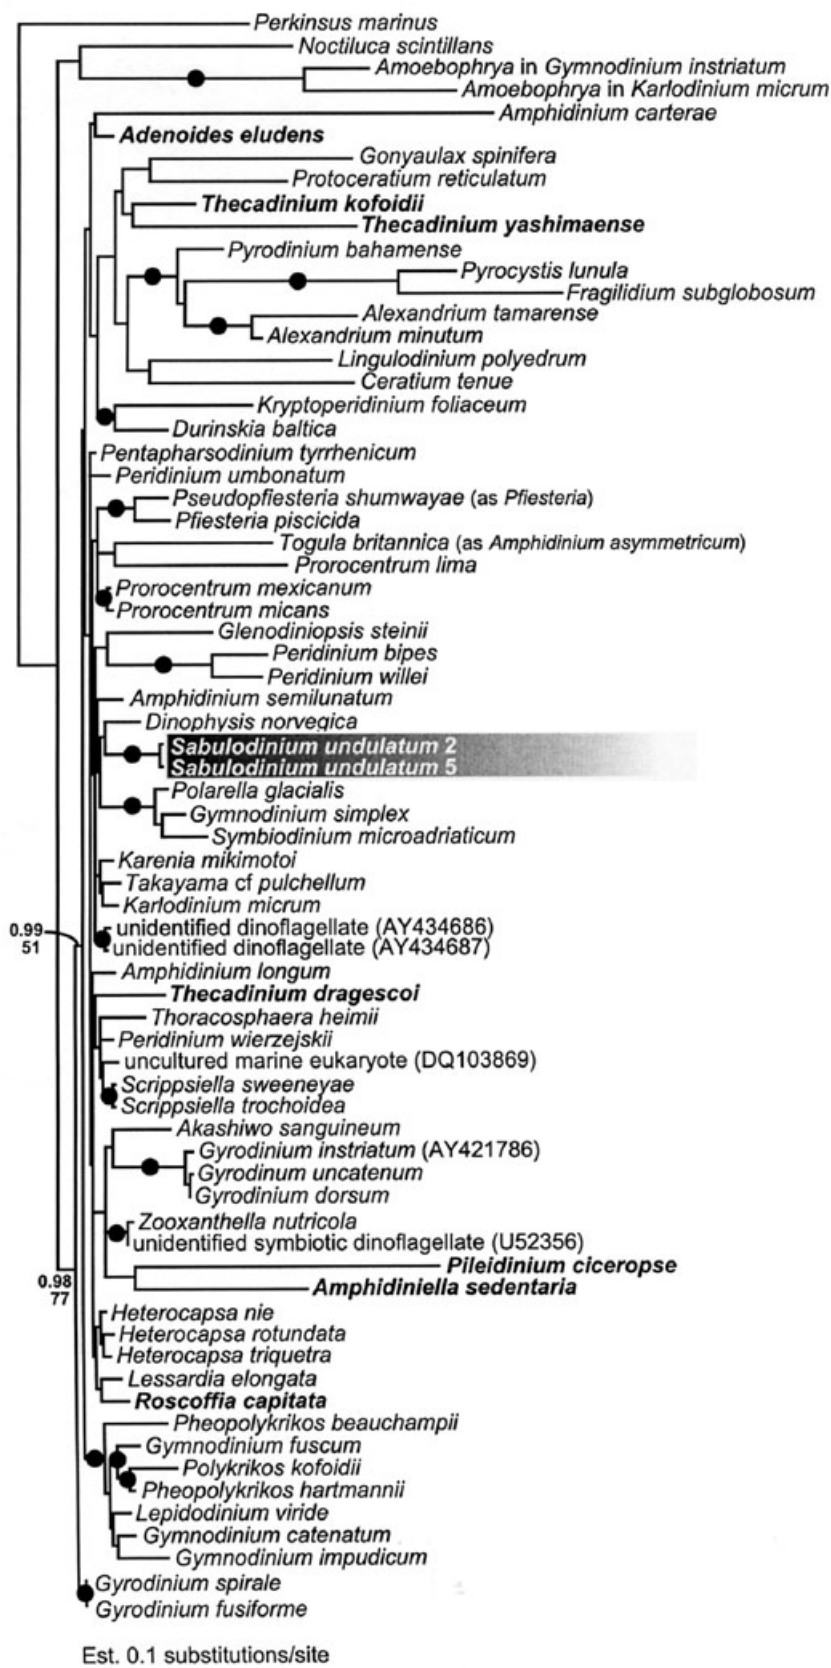 Perkinsus marinus
Noctiluca scintillans
Amoebophrya in Gymnodinium instriatum
Amoebophrya in Karlodinium micrum
Amphidinium carterae
Adenoides eludens
Gonyaulax spinifera
Protoceratium reticulatum
Thecadinium kofoidii
Thecadinium yashimaense
Pyrodinium bahamense
Pyrocystis lunula
Fragilidium subglobosum
Alexandrium tamarense
Alexandrium minutum
Lingulodinium polyedrum
Ceratium tenue
Kryptoperidinium foliaceum
Durinskia baltica
Pentapharsodinium tyrrhenicum
Peridinium umbonatum
Pseudopfiesteria shumwayae (as Pfiesteria)
Pfiesteria piscicida
Togula britannica (as Amphidinium asymmetricum)
Prorocentrum lima
Prorocentrum mexicanum
Prorocentrum micans
Glenodiniopsis steinii
Peridinium bipes
Peridinium willei
Amphidinium semilunatum
Dinophysis norvegica
Sabulodinium undulatum 2
Sabulodinium undulatum 5
Polarella glacialis
Gymnodinium simplex
Symbiodinium microadriaticum
Karenia mikimotoi
Takayama cf pulchellum
Karlodinium micrum
0.99
51
unidentified dinoflagellate (AY434686)
unidentified dinoflagellate (AY434687)
Amphidinium longum
Thecadinium dragescoi
Thoracosphaera heimii
Peridinium wierzejskii
uncultured marine eukaryote (DQ103869)
Scrippsiella sweeneyae
Scrippsiella trochoidea
Akashiwo sanguineum
Gyrodinium instriatum (AY421786)
Gyrodinum uncatenum
Gyrodinium dorsum
Zooxanthella nutricola
unidentified symbiotic dinoflagellate (U52356)
Pileidinium ciceropse
0.98
77
Amphidiniella sedentaria
Heterocapsa nie
Heterocapsa rotundata
Heterocapsa triquetra
Lessardia elongata
Roscoffia capitata
Pheopolykrikos beauchampii
Gymnodinium fuscum
Polykrikos kofoidii
Pheopolykrikos hartmannii
Lepidodinium viride
Gymnodinium catenatum
Gymnodinium impudicum
Gyrodinium spirale
Gyrodinium fusiforme
Est. 0.1 substitutions/site